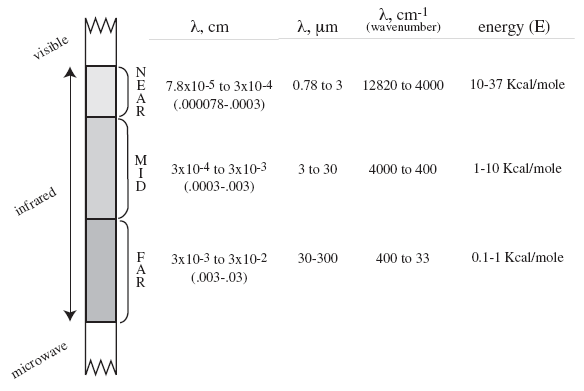 λ, cm
λ, μm
λ, cm-1
(wavenumber)
energy (E)
visible
NEAR
7.8x10-5 to 3x10-4
(.000078-.0003)
0.78 to 3
12820 to 4000
10-37 Kcal/mole
infrared
MID
3x10-4 to 3x10-3
(.0003-.003)
3 to 30
4000 to 400
1-10 Kcal/mole
FAR
3x10-3 to 3x10-2
(.003-.03)
30-300
400 to 33
0.1-1 Kcal/mole
microwave